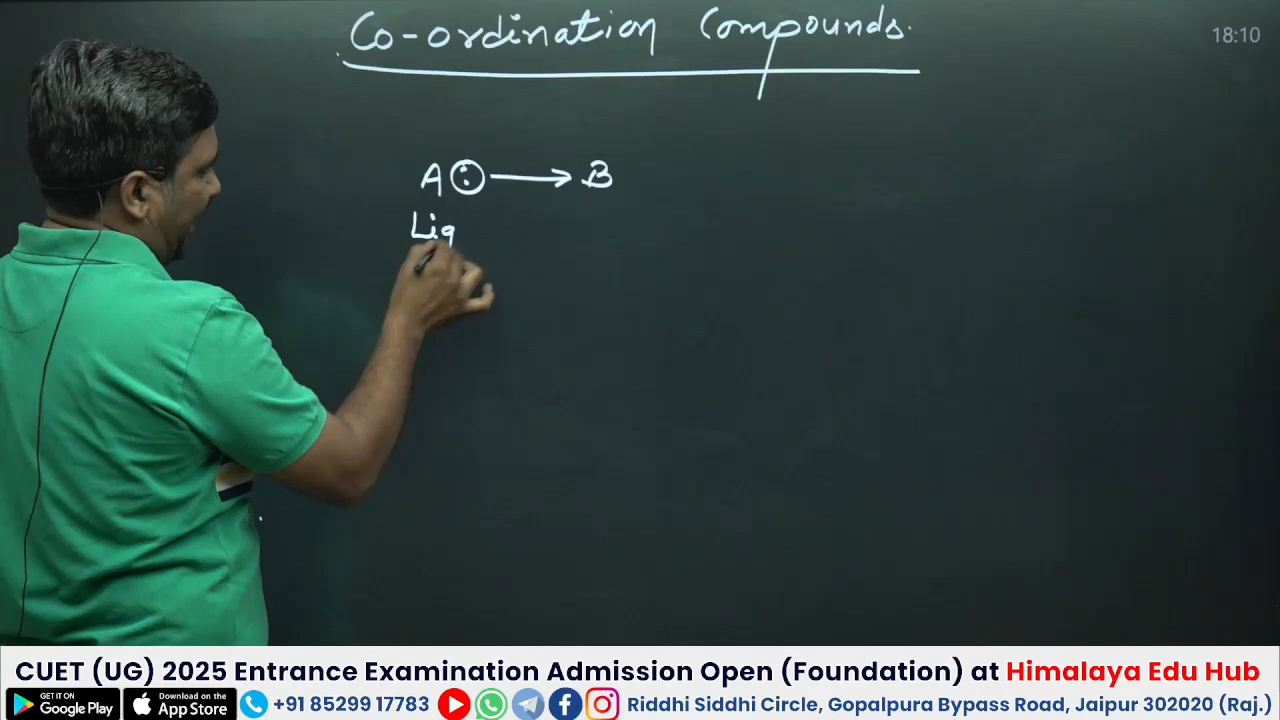 Co-ordination Compounds.
18:10
A : → B
Lig
CUET (UG) 2025 Entrance Examination Admission Open (Foundation) at Himalaya Edu Hub
GET IT ON Google Play Download on the App Store +91 85299 17783 Riddhi Siddhi Circle, Gopalpura Bypass Road, Jaipur 302020 (Raj.)